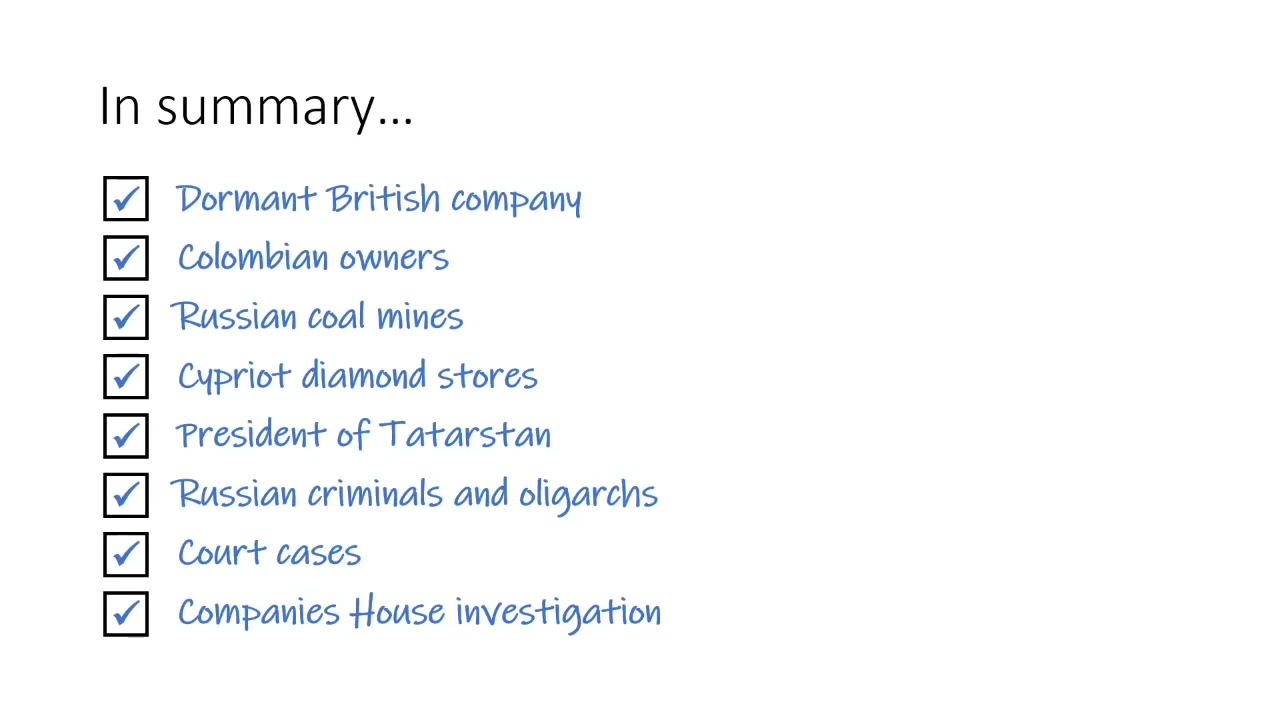 In summary...
✓ Dormant British company
✓ Colombian owners
✓ Russian coal mines
✓ Cypriot diamond stores
✓ President of Tatarstan
✓ Russian criminals and oligarchs
✓ Court cases
✓ Companies House investigation